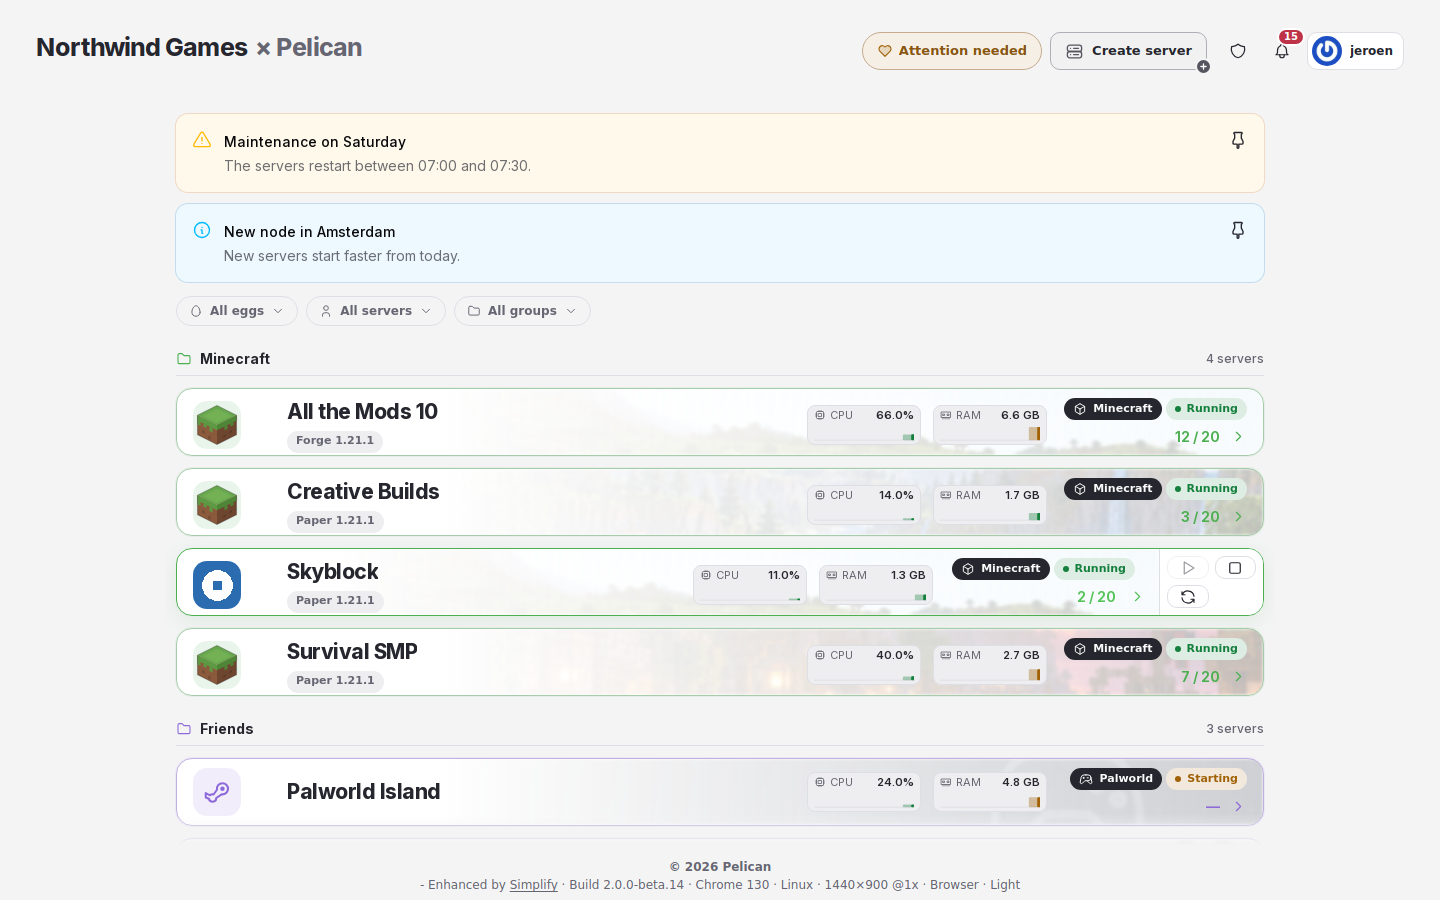 Northwind Games × Pelican
Attention needed
Create server
15
jeroen
Maintenance on Saturday
The servers restart between 07:00 and 07:30.
New node in Amsterdam
New servers start faster from today.
All eggs
All servers
All groups
Minecraft
4 servers
All the Mods 10
Forge 1.21.1
CPU 66.0%
RAM 6.6 GB
Minecraft
Running
12 / 20
Creative Builds
Paper 1.21.1
CPU 14.0%
RAM 1.7 GB
Minecraft
Running
3 / 20
Skyblock
Paper 1.21.1
CPU 11.0%
RAM 1.3 GB
Minecraft
Running
2 / 20
Survival SMP
Paper 1.21.1
CPU 40.0%
RAM 2.7 GB
Minecraft
Running
7 / 20
Friends
3 servers
Palworld Island
CPU 24.0%
RAM 4.8 GB
Palworld
Starting
—
© 2026 Pelican
- Enhanced by Simplify · Build 2.0.0-beta.14 · Chrome 130 · Linux · 1440×900 @1x · Browser · Light